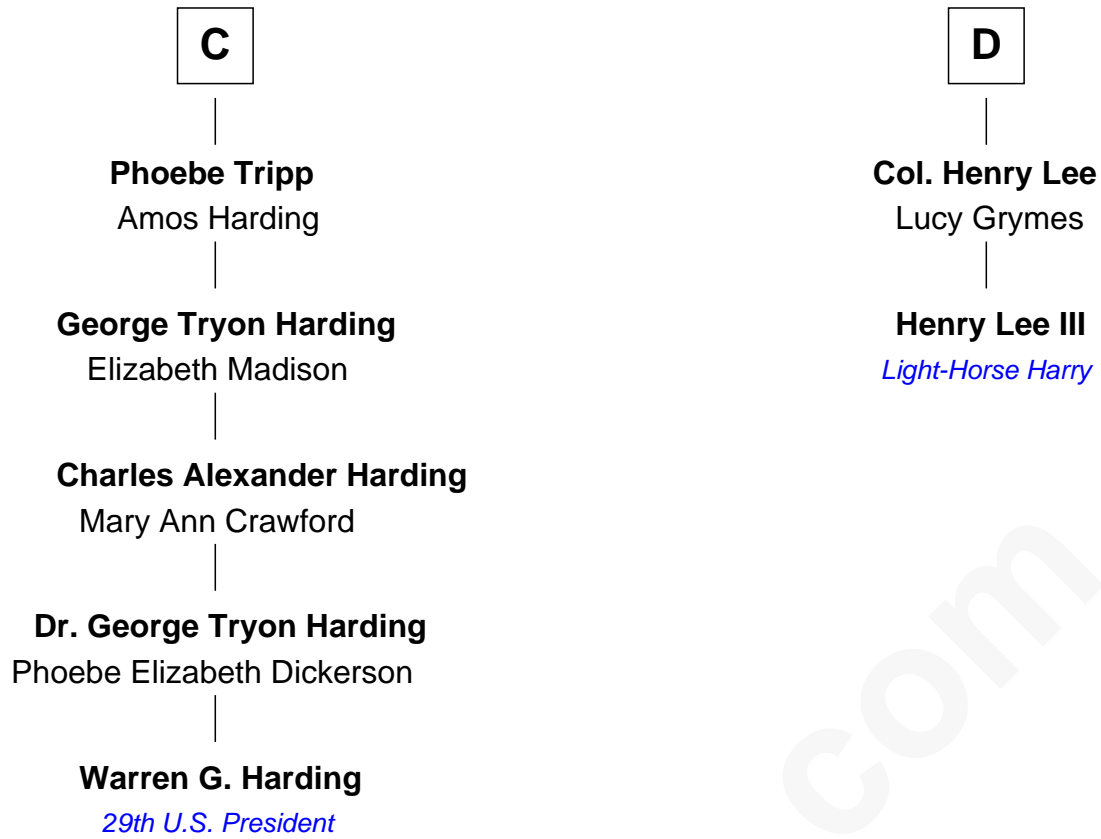 C
Phoebe Tripp
Amos Harding
George Tryon Harding
Elizabeth Madison
Charles Alexander Harding
Mary Ann Crawford
Dr. George Tryon Harding
Phoebe Elizabeth Dickerson
Warren G. Harding
29th U.S. President
D
Col. Henry Lee
Lucy Grymes
Henry Lee III
Light-Horse Harry
com